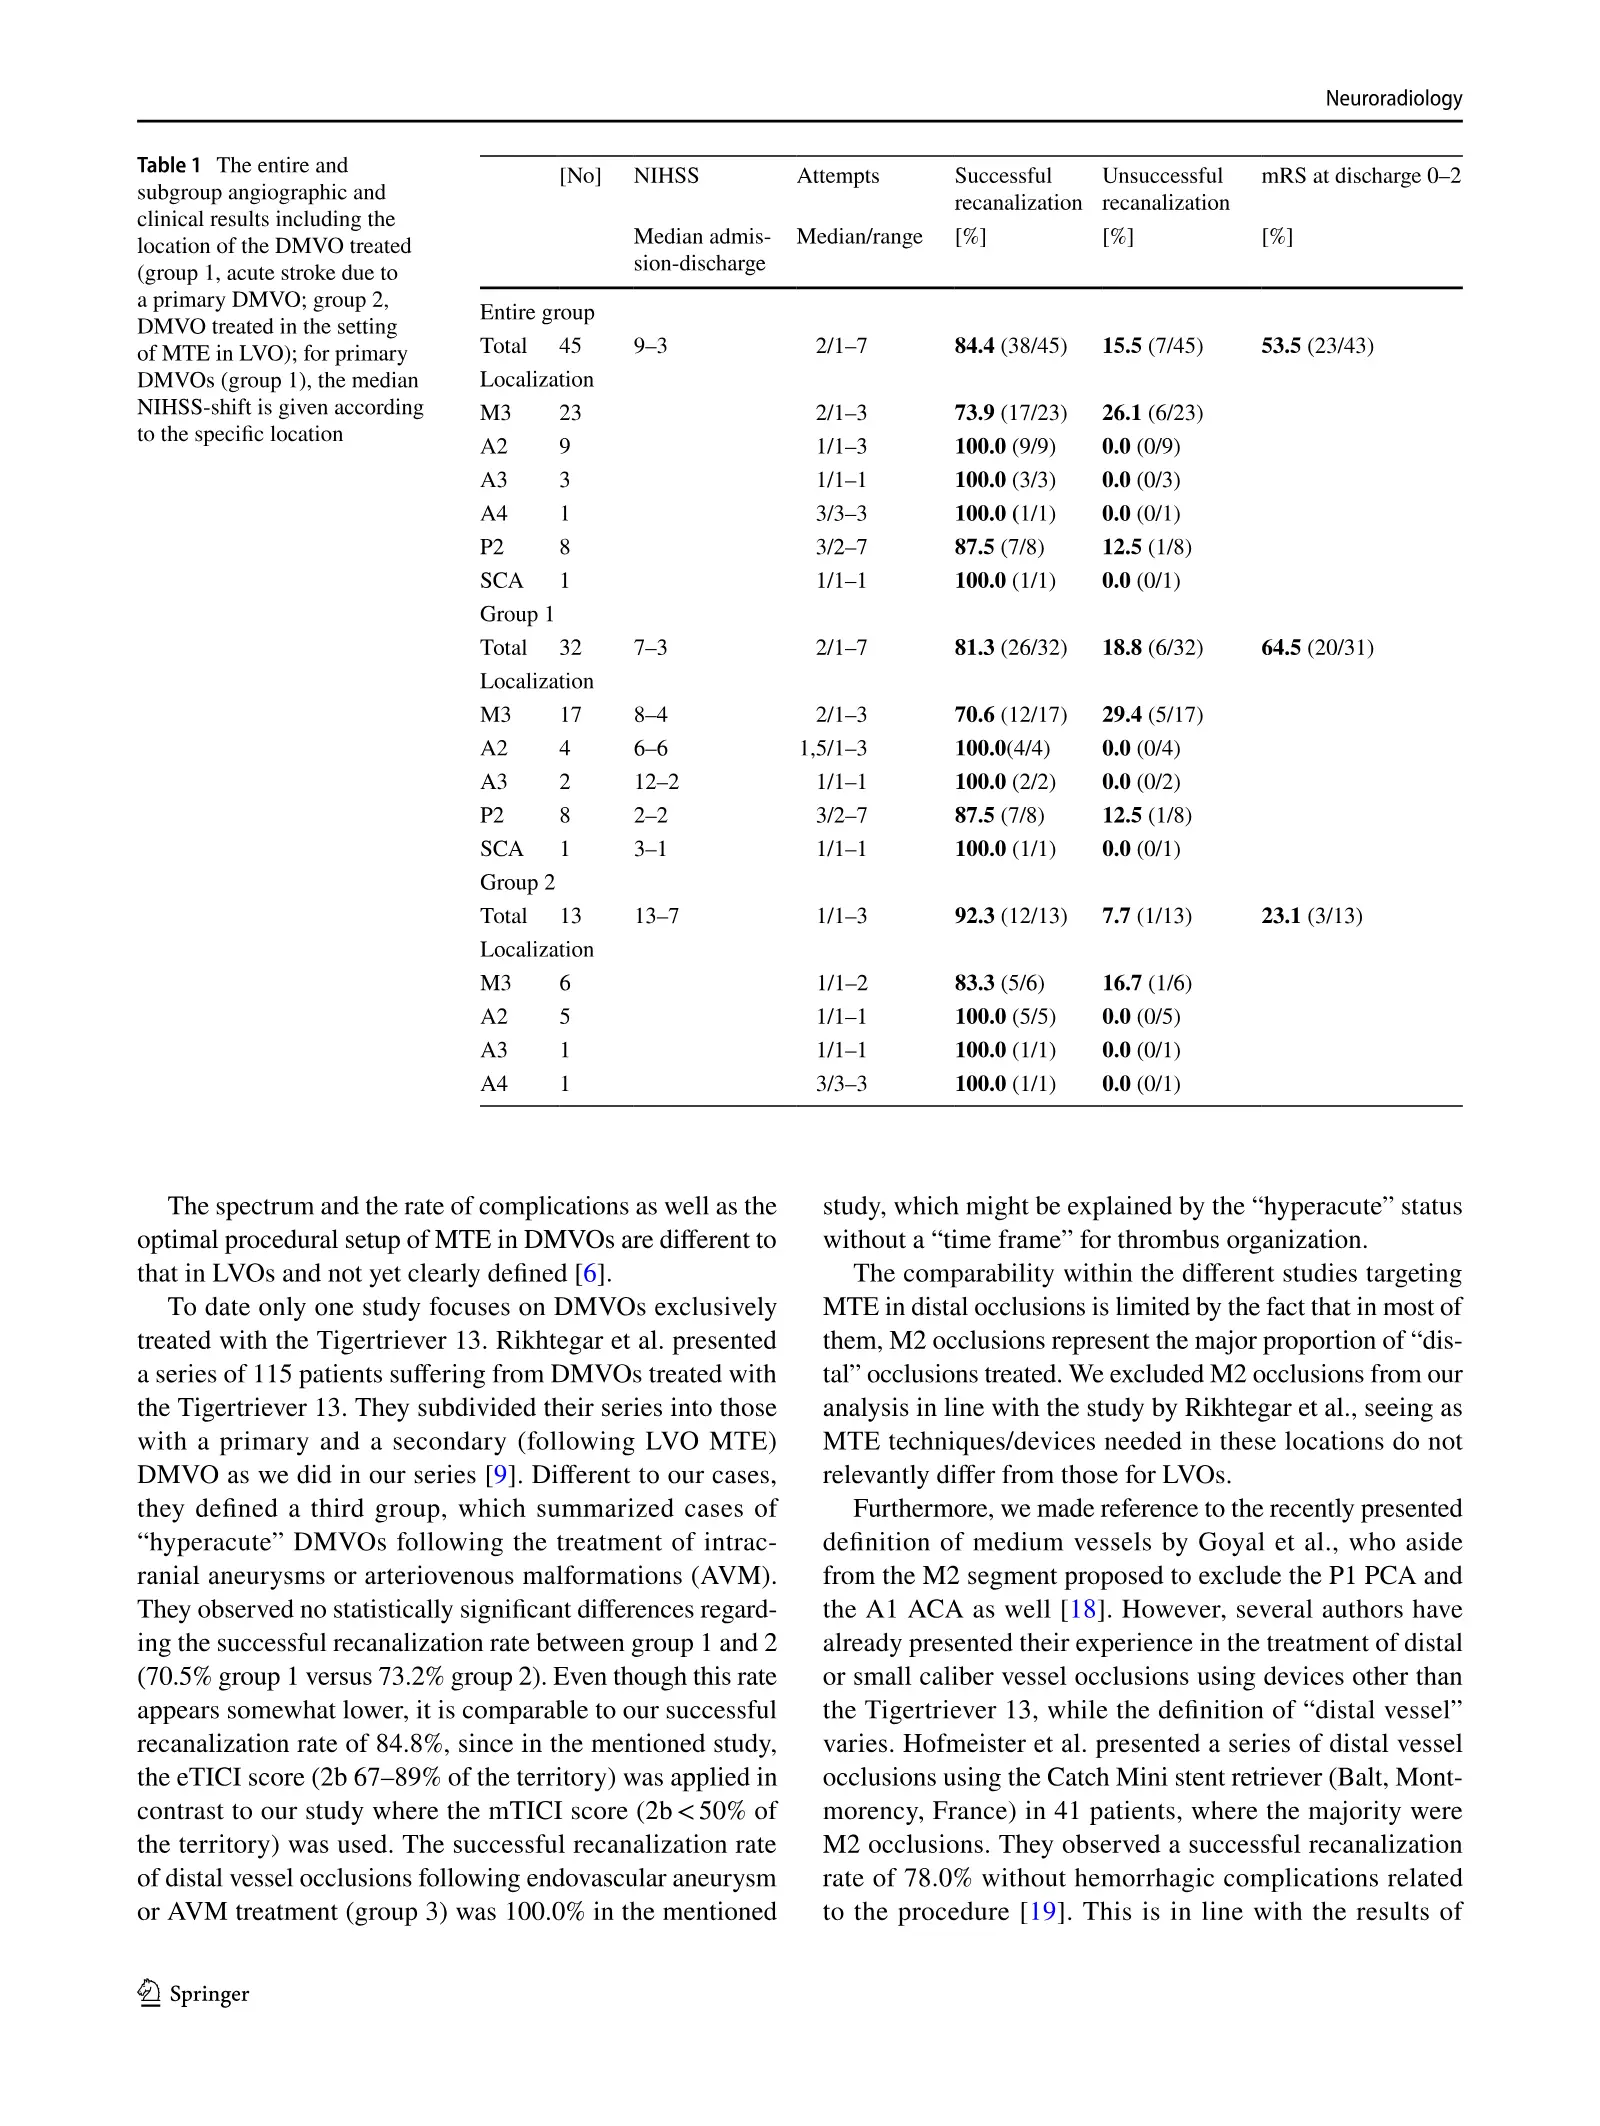 Neuroradiology
Table 1 The entire and
subgroup angiographic and
clinical results including the
location of the DMVO treated
(group 1, acute stroke due to
a primary DMVO; group 2,
DMVO treated in the setting
of MTE in LVO); for primary
DMVOs (group 1), the median
NIHSS-shift is given according
to the specific location
[No] NIHSS Attempts Successful Unsuccessful mRS at discharge 0–2
recanalization recanalization
Median admis- Median/range [%] [%] [%]
sion-discharge
Entire group
Total 45 9–3 2/1–7 84.4 (38/45) 15.5 (7/45) 53.5 (23/43)
Localization
M3 23 2/1–3 73.9 (17/23) 26.1 (6/23)
A2 9 1/1–3 100.0 (9/9) 0.0 (0/9)
A3 3 1/1–1 100.0 (3/3) 0.0 (0/3)
A4 1 3/3–3 100.0 (1/1) 0.0 (0/1)
P2 8 3/2–7 87.5 (7/8) 12.5 (1/8)
SCA 1 1/1–1 100.0 (1/1) 0.0 (0/1)
Group 1
Total 32 7–3 2/1–7 81.3 (26/32) 18.8 (6/32) 64.5 (20/31)
Localization
M3 17 8–4 2/1–3 70.6 (12/17) 29.4 (5/17)
A2 4 6–6 1,5/1–3 100.0(4/4) 0.0 (0/4)
A3 2 12–2 1/1–1 100.0 (2/2) 0.0 (0/2)
P2 8 2–2 3/2–7 87.5 (7/8) 12.5 (1/8)
SCA 1 3–1 1/1–1 100.0 (1/1) 0.0 (0/1)
Group 2
Total 13 13–7 1/1–3 92.3 (12/13) 7.7 (1/13) 23.1 (3/13)
Localization
M3 6 1/1–2 83.3 (5/6) 16.7 (1/6)
A2 5 1/1–1 100.0 (5/5) 0.0 (0/5)
A3 1 1/1–1 100.0 (1/1) 0.0 (0/1)
A4 1 3/3–3 100.0 (1/1) 0.0 (0/1)
The spectrum and the rate of complications as well as the
optimal procedural setup of MTE in DMVOs are different to
that in LVOs and not yet clearly defined [6].
To date only one study focuses on DMVOs exclusively
treated with the Tigertriever 13. Rikhtegar et al. presented
a series of 115 patients suffering from DMVOs treated with
the Tigertriever 13. They subdivided their series into those
with a primary and a secondary (following LVO MTE)
DMVO as we did in our series [9]. Different to our cases,
they defined a third group, which summarized cases of
“hyperacute” DMVOs following the treatment of intrac-
ranial aneurysms or arteriovenous malformations (AVM).
They observed no statistically significant differences regard-
ing the successful recanalization rate between group 1 and 2
(70.5% group 1 versus 73.2% group 2). Even though this rate
appears somewhat lower, it is comparable to our successful
recanalization rate of 84.8%, since in the mentioned study,
the eTICI score (2b 67–89% of the territory) was applied in
contrast to our study where the mTICI score (2b < 50% of
the territory) was used. The successful recanalization rate
of distal vessel occlusions following endovascular aneurysm
or AVM treatment (group 3) was 100.0% in the mentioned
study, which might be explained by the “hyperacute” status
without a “time frame” for thrombus organization.
The comparability within the different studies targeting
MTE in distal occlusions is limited by the fact that in most of
them, M2 occlusions represent the major proportion of “dis-
tal” occlusions treated. We excluded M2 occlusions from our
analysis in line with the study by Rikhtegar et al., seeing as
MTE techniques/devices needed in these locations do not
relevantly differ from those for LVOs.
Furthermore, we made reference to the recently presented
definition of medium vessels by Goyal et al., who aside
from the M2 segment proposed to exclude the P1 PCA and
the A1 ACA as well [18]. However, several authors have
already presented their experience in the treatment of distal
or small caliber vessel occlusions using devices other than
the Tigertriever 13, while the definition of “distal vessel”
varies. Hofmeister et al. presented a series of distal vessel
occlusions using the Catch Mini stent retriever (Balt, Mont-
morency, France) in 41 patients, where the majority were
M2 occlusions. They observed a successful recanalization
rate of 78.0% without hemorrhagic complications related
to the procedure [19]. This is in line with the results of
Springer